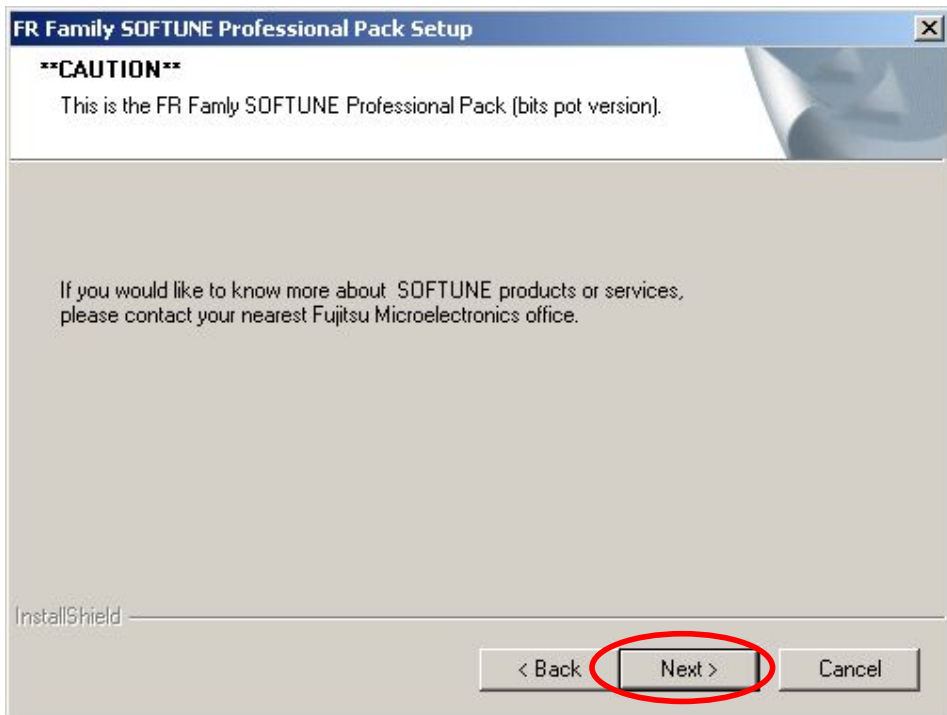 FR Family SOFTUNE Professional Pack Setup
**CAUTION**
This is the FR Famly SOFTUNE Professional Pack (bits pot version).
If you would like to know more about SOFTUNE products or services,
please contact your nearest Fujitsu Microelectronics office.
InstallShield
< Back Next > Cancel